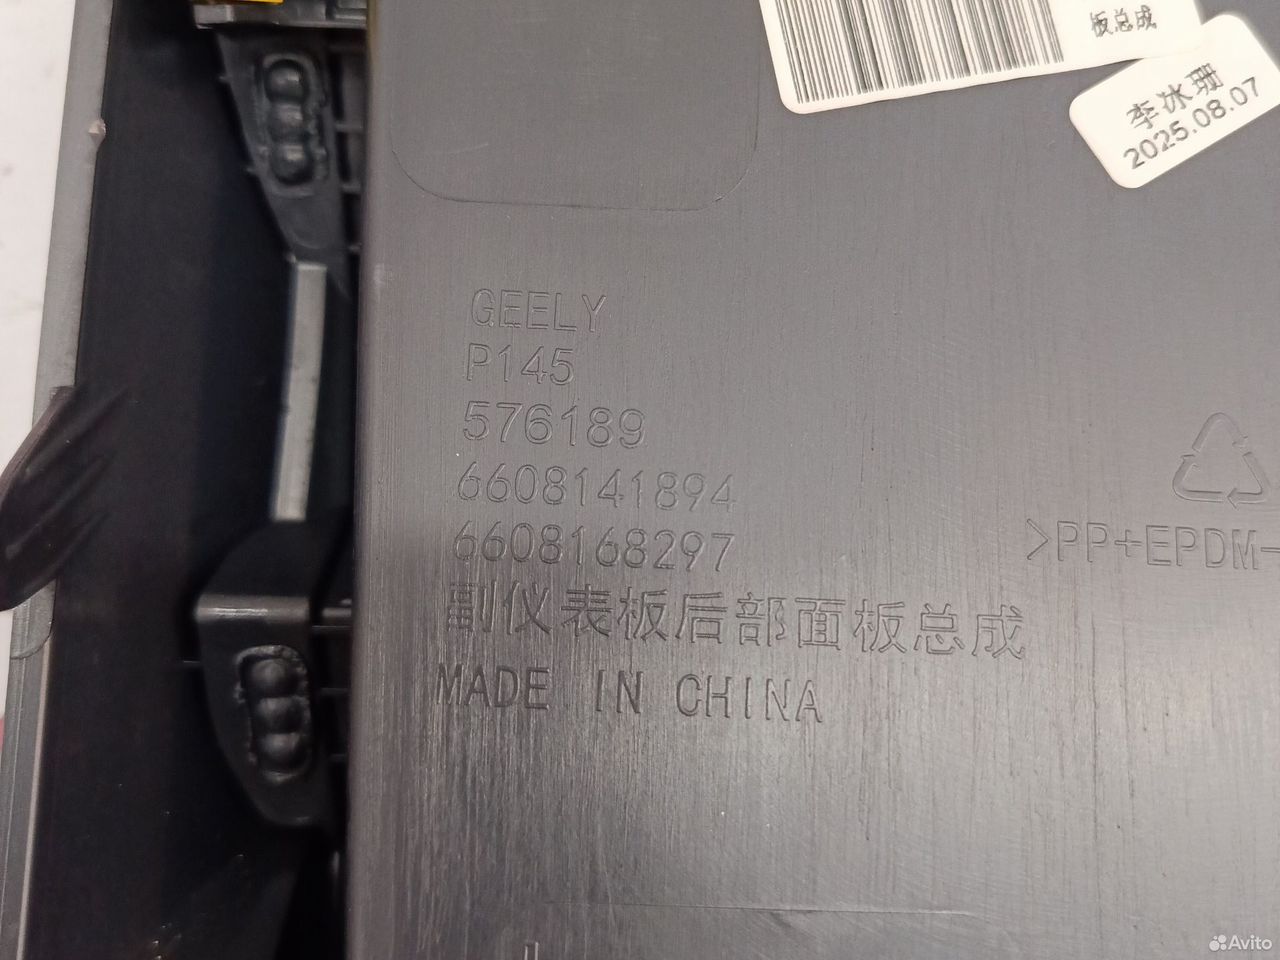 板总成
李冰珊
2025.08.07
GEELY
P145
576189
6608141894
6608168297
>PP+EPDM-
副仪表板后部面板总成
MADE IN CHINA
Avito